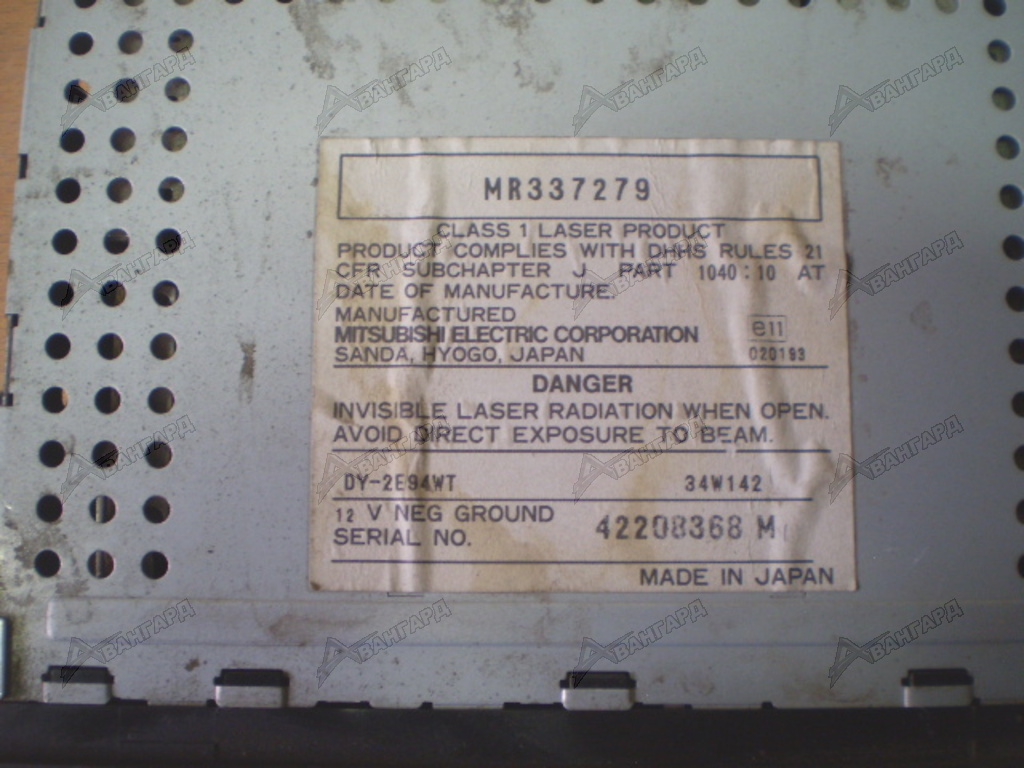 MR337279
CLASS 1 LASER PRODUCT
PRODUCT COMPLIES WITH DHHS RULES 21
CFR SUBCHAPTER J PART 1040:10 AT
DATE OF MANUFACTURE.
MANUFACTURED
MITSUBISHI ELECTRIC CORPORATION e11
SANDA, HYOGO, JAPAN 020193
DANGER
INVISIBLE LASER RADIATION WHEN OPEN.
AVOID DIRECT EXPOSURE TO BEAM.
DY-2E94WT 34W142
12 V NEG GROUND
SERIAL NO. 42208368 M
MADE IN JAPAN
АВАНГАРД